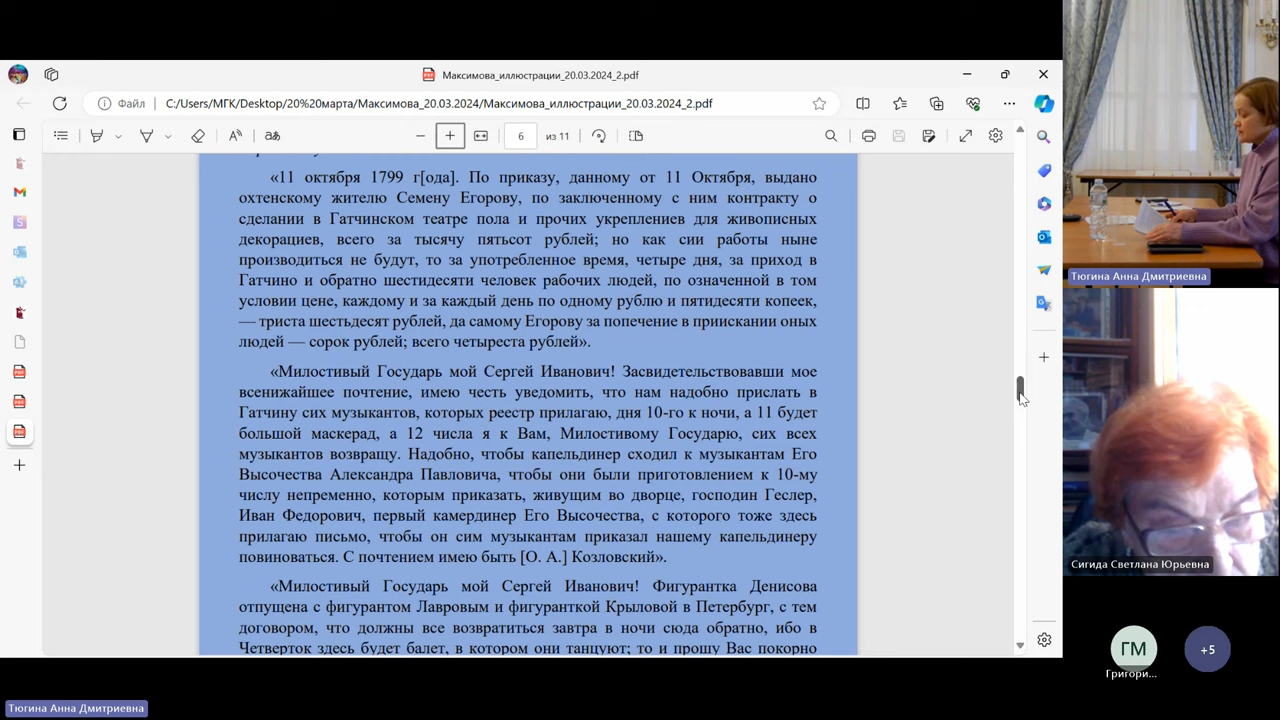 Максимова_иллюстрации_20.03.2024_2.pdf
Файл
C:/Users/МГК/Desktop/20%20марта/Максимова_20.03.2024/Максимова_иллюстрации_20.03.2024_2.pdf
6 из 11
«11 октября 1799 г[ода]. По приказу, данному от 11 Октября, выдано
охтенскому жителю Семену Егорову, по заключенному с ним контракту о
сделании в Гатчинском театре пола и прочих укреплениев для живописных
декорациев, всего за тысячу пятьсот рублей; но как сии работы ныне
производиться не будут, то за употребленное время, четыре дня, за приход в
Гатчино и обратно шестидесяти человек рабочих людей, по означенной в том
условии цене, каждому и за каждый день по одному рублю и пятидесяти копеек,
— триста шестьдесят рублей, да самому Егорову за попечение в приискании оных
людей — сорок рублей; всего четыреста рублей».
«Милостивый Государь мой Сергей Иванович! Засвидетельствовавши мое
всенижайшее почтение, имею честь уведомить, что нам надобно прислать в
Гатчину сих музыкантов, которых реестр прилагаю, дня 10-го к ночи, а 11 будет
большой маскерад, а 12 числа я к Вам, Милостивому Государю, сих всех
музыкантов возвращу. Надобно, чтобы капельдинер сходил к музыкантам Его
Высочества Александра Павловича, чтобы они были приготовлением к 10-му
числу непременно, которым приказать, живущим во дворце, господин Геслер,
Иван Федорович, первый камердинер Его Высочества, с которого тоже здесь
прилагаю письмо, чтобы он сим музыкантам приказал нашему капельдинеру
повиноваться. С почтением имею быть [О. А.] Козловский».
«Милостивый Государь мой Сергей Иванович! Фигурантка Денисова
отпущена с фигурантом Лавровым и фигуранткой Крыловой в Петербург, с тем
договором, что должны все возвратиться завтра в ночи сюда обратно, ибо в
Четверток здесь будет балет, в котором они танцуют; то и прошу Вас покорно
Тюгина Анна Дмитриевна
Сигида Светлана Юрьевна
ГМ
Григори...
+5
Тюгина Анна Дмитриевна